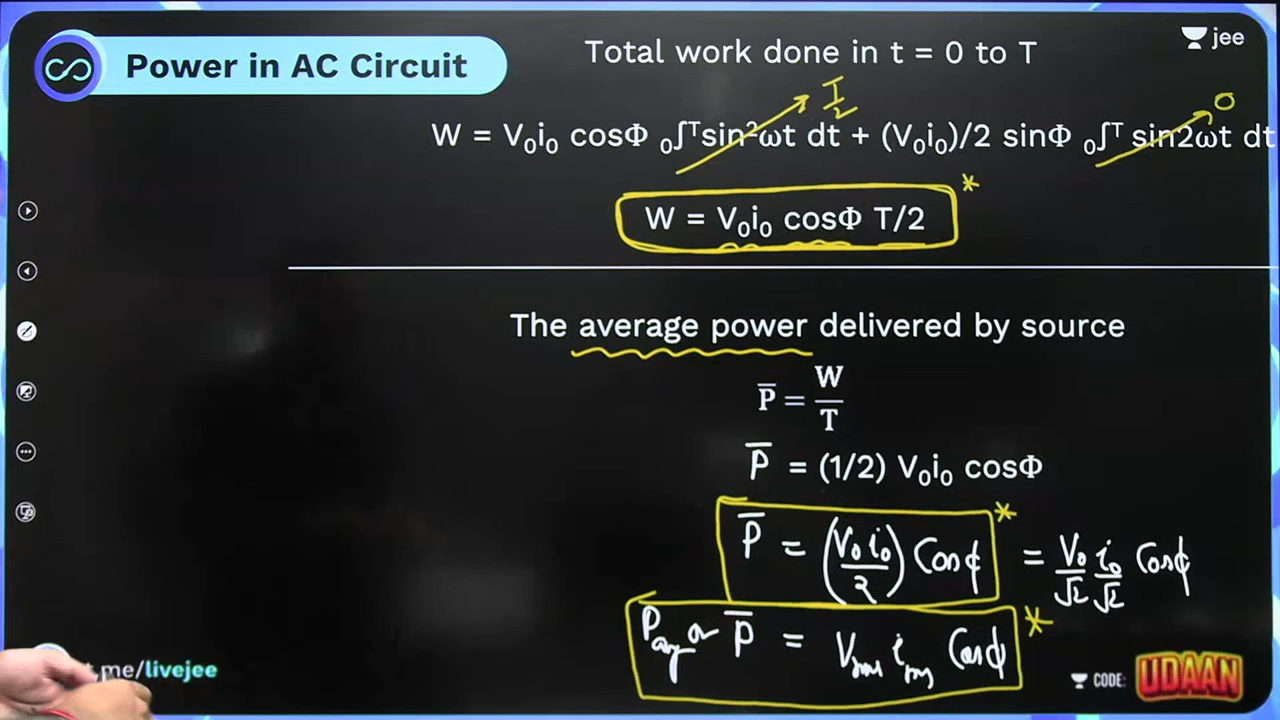 Power in AC Circuit
Total work done in t = 0 to T
jee
T/2
0
W = V₀i₀ cosΦ ₀∫ᵀsin²ωt dt + (V₀i₀)/2 sinΦ ₀∫ᵀ sin2ωt dt
W = V₀i₀ cosΦ T/2 *
The average power delivered by source
P̅ = W/T
P̅ = (1/2) V₀i₀ cosΦ
P̅ = (V₀i₀/2) Cosϕ * = V₀/√2 i₀/√2 Cosϕ
Pavg or P̅ = Vrms irms Cosϕ *
t.me/livejee
CODE: UDAAN